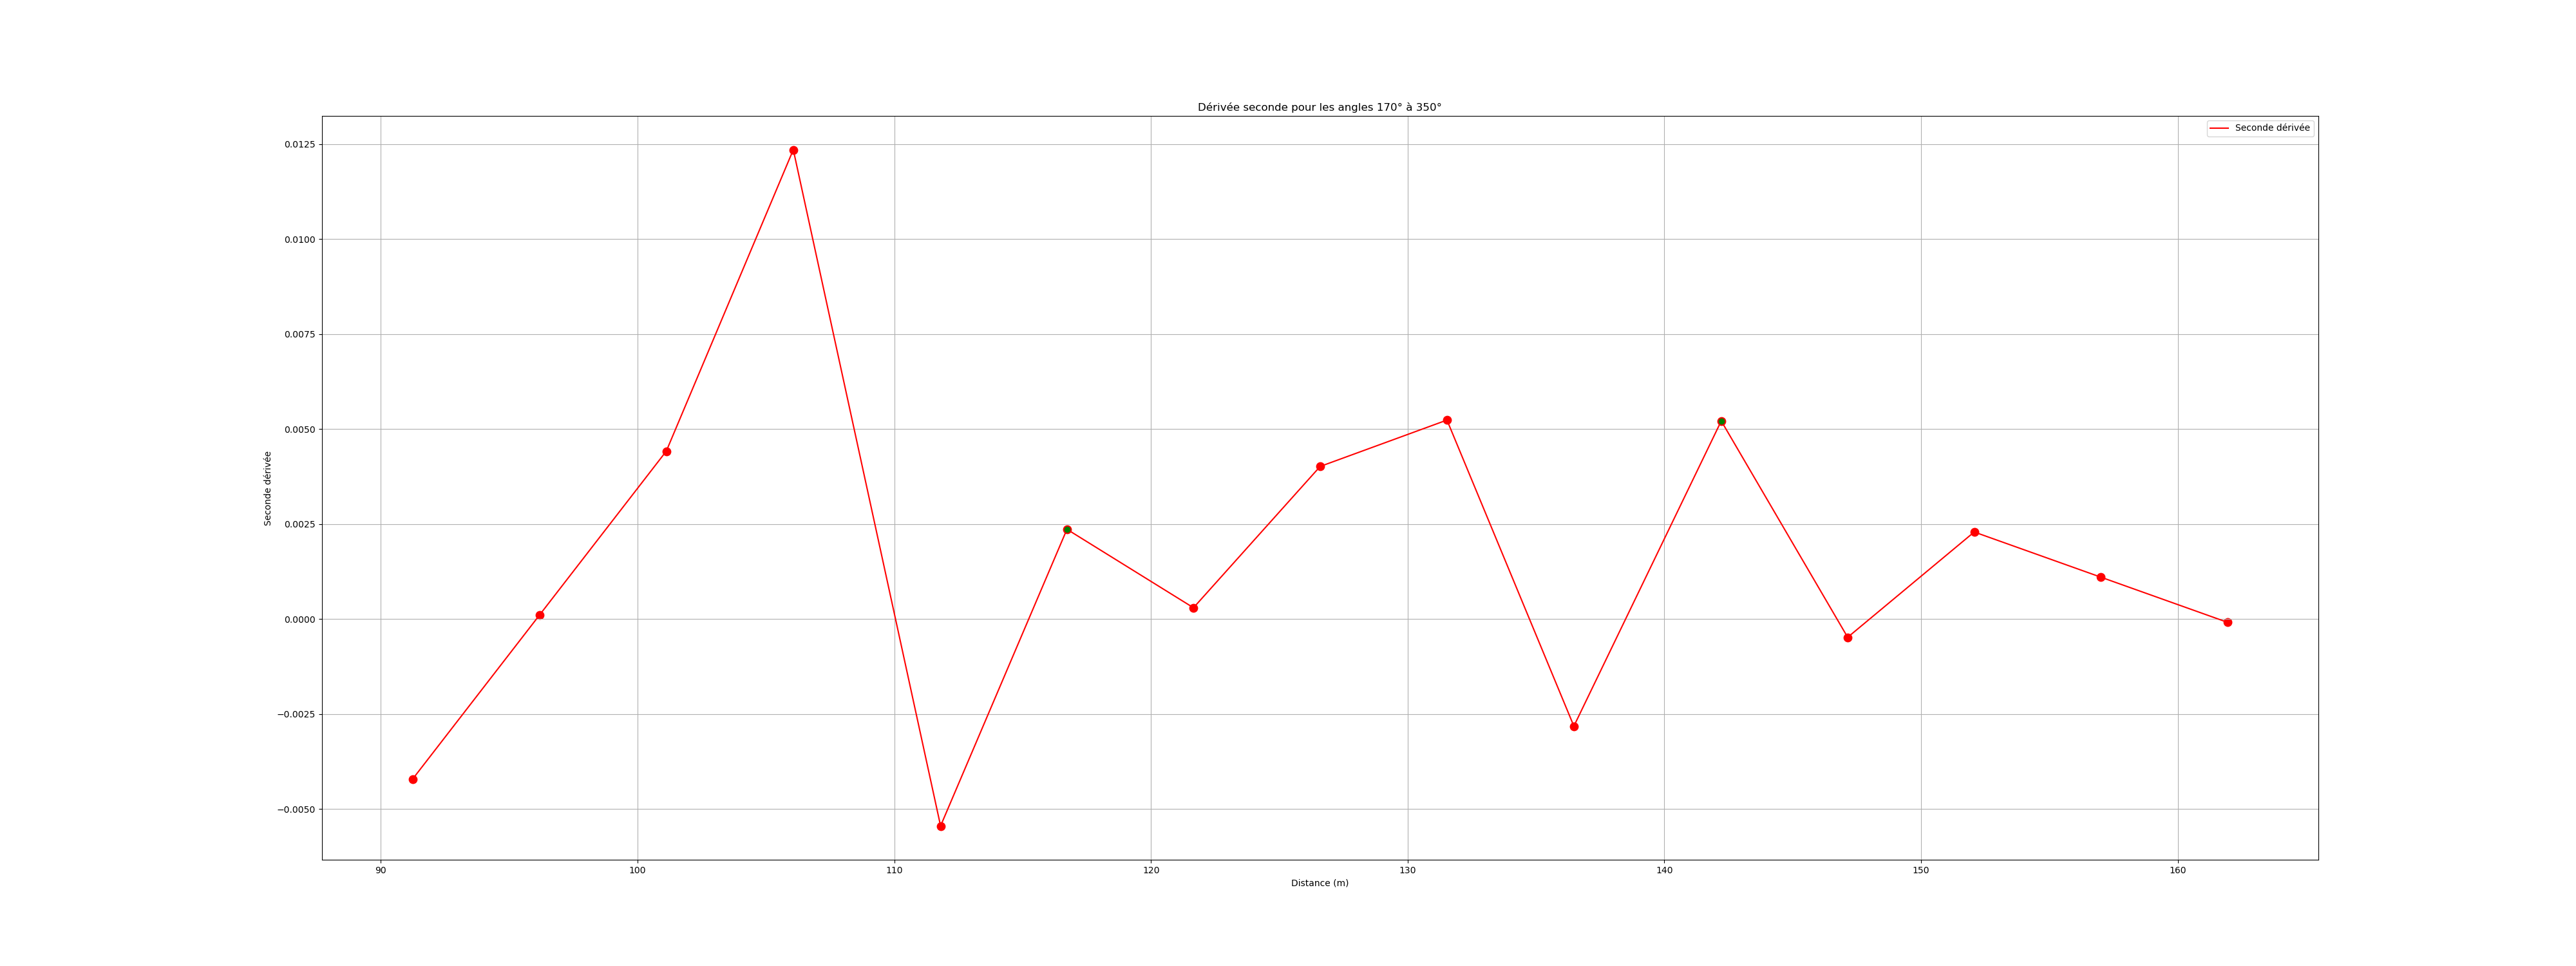 Dérivée seconde pour les angles 170° à 350°
Seconde dérivée
0.0125
0.0100
0.0075
0.0050
0.0025
0.0000
−0.0025
−0.0050
Seconde dérivée
90 100 110 120 130 140 150 160
Distance (m)